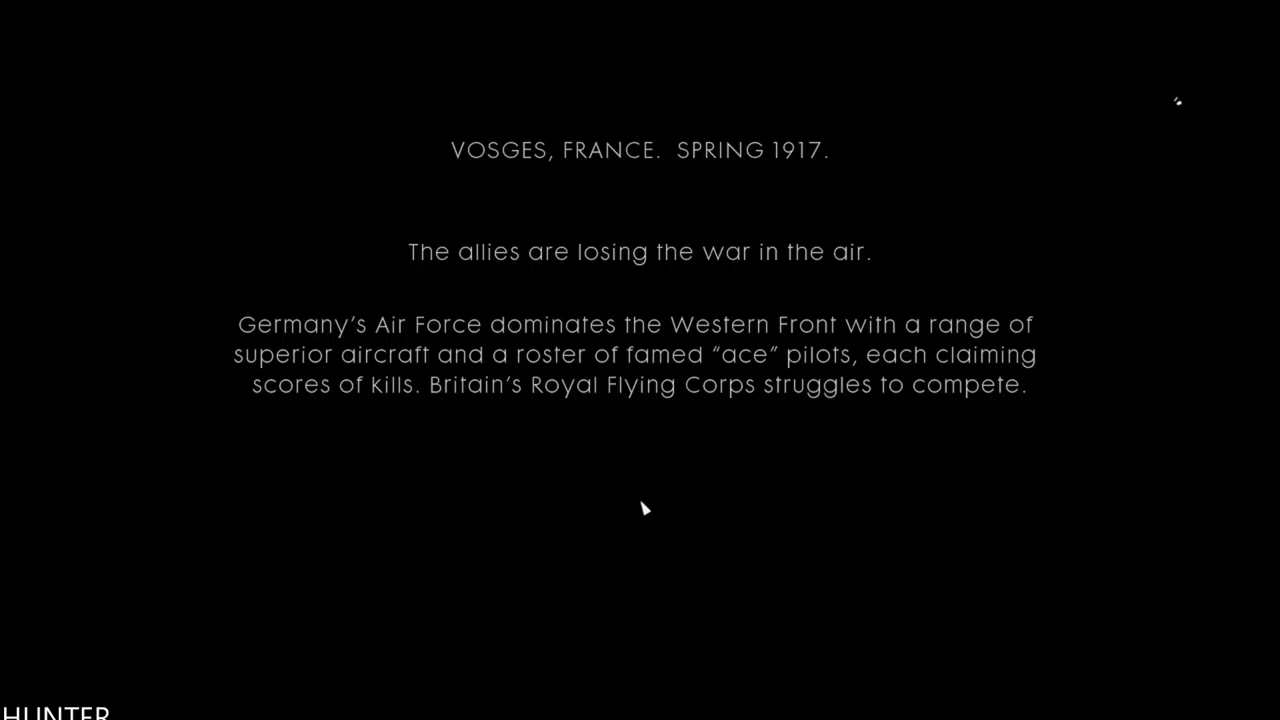 VOSGES, FRANCE.  SPRING 1917.
The allies are losing the war in the air.
Germany’s Air Force dominates the Western Front with a range of
superior aircraft and a roster of famed “ace” pilots, each claiming
scores of kills. Britain’s Royal Flying Corps struggles to compete.
HUNTER